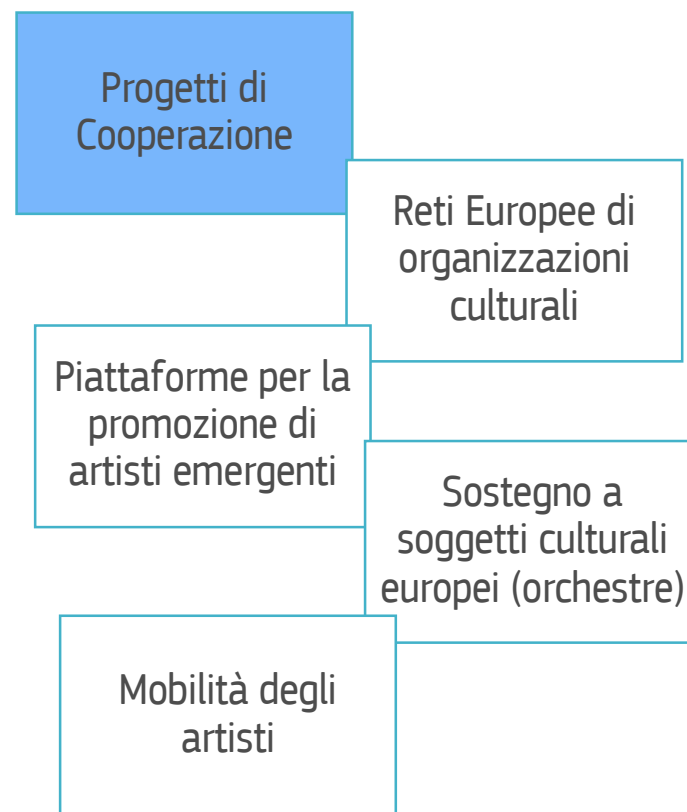 Progetti di
Cooperazione
Reti Europee di
organizzazioni
culturali
Piattaforme per la
promozione di
artisti emergenti
Sostegno a
soggetti culturali
europei (orchestre)
Mobilità degli
artisti